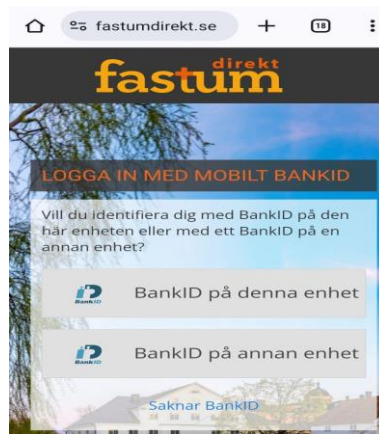 fastumdirekt.se
18
direkt
fastum
LOGGA IN MED MOBILT BANKID
Vill du identifiera dig med BankID på den
här enheten eller med ett BankID på en
annan enhet?
BankID
BankID på denna enhet
BankID
BankID på annan enhet
Saknar BankID